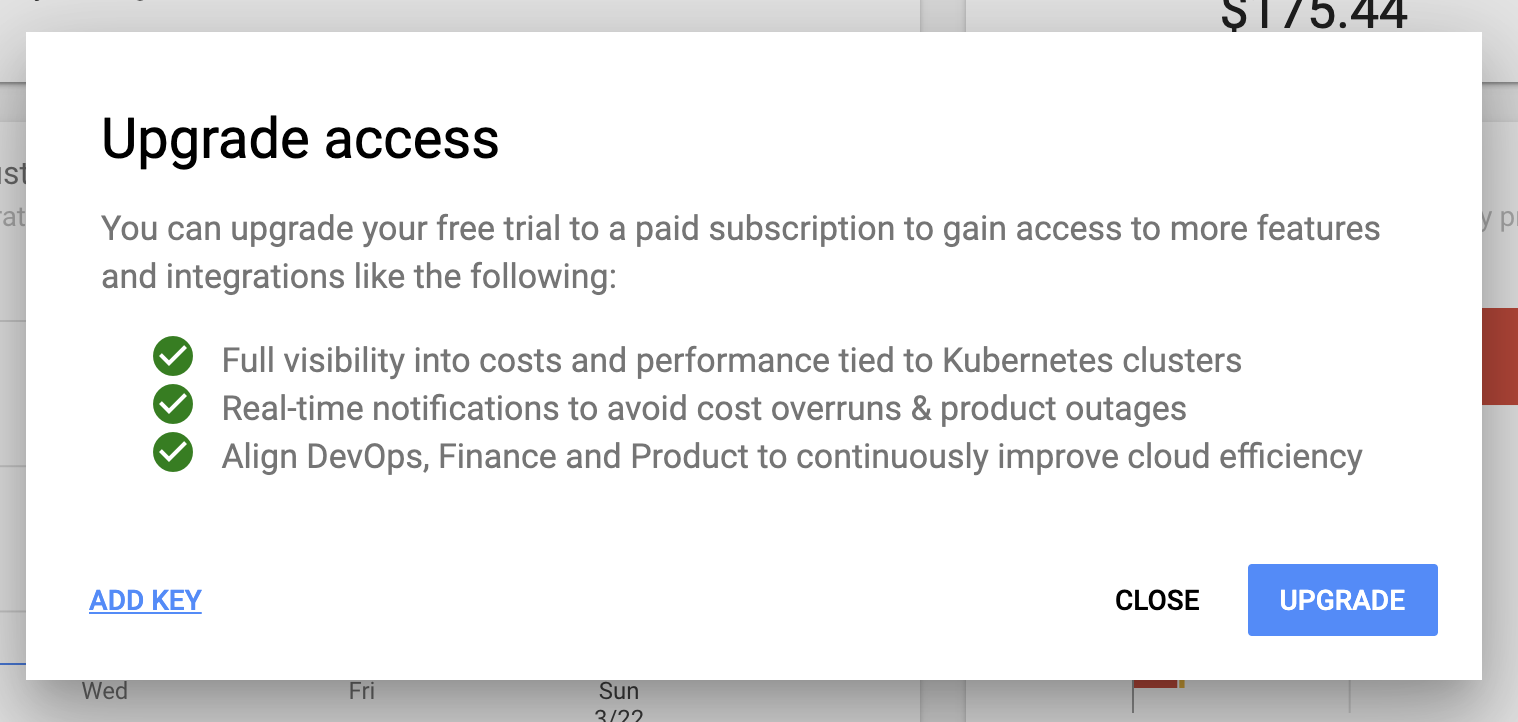 $175.44
Upgrade access
You can upgrade your free trial to a paid subscription to gain access to more features
and integrations like the following:
Full visibility into costs and performance tied to Kubernetes clusters
Real-time notifications to avoid cost overruns & product outages
Align DevOps, Finance and Product to continuously improve cloud efficiency
ADD KEY CLOSE UPGRADE
Wed Fri Sun
3/22